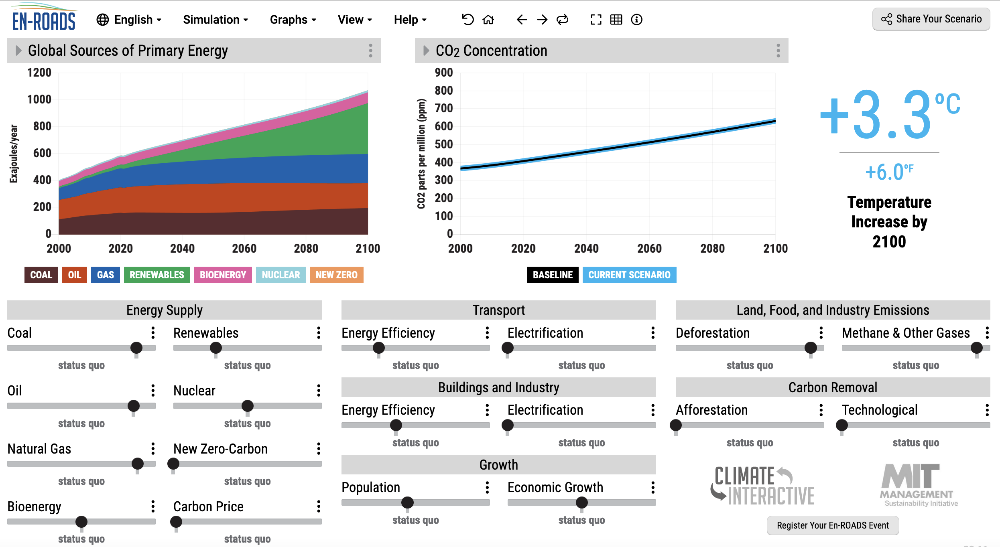 EN-ROADS
English
Simulation
Graphs
View
Help
Share Your Scenario
Global Sources of Primary Energy
Exajoules/year
1200
1000
800
600
400
200
0
2000 2020 2040 2060 2080 2100
COAL OIL GAS RENEWABLES BIOENERGY NUCLEAR NEW ZERO
CO2 Concentration
CO2 parts per million (ppm)
900
800
700
600
500
400
300
200
100
0
2000 2020 2040 2060 2080 2100
BASELINE CURRENT SCENARIO
+3.3ºC
+6.0ºF
Temperature
Increase by
2100
Energy Supply
Coal
status quo
Renewables
status quo
Oil
status quo
Nuclear
status quo
Natural Gas
status quo
New Zero-Carbon
status quo
Bioenergy
status quo
Carbon Price
status quo
Transport
Energy Efficiency
status quo
Electrification
status quo
Buildings and Industry
Energy Efficiency
status quo
Electrification
status quo
Growth
Population
status quo
Economic Growth
status quo
Land, Food, and Industry Emissions
Deforestation
status quo
Methane & Other Gases
status quo
Carbon Removal
Afforestation
status quo
Technological
status quo
CLIMATE
INTERACTIVE
MIT
MANAGEMENT
Sustainability Initiative
Register Your En-ROADS Event